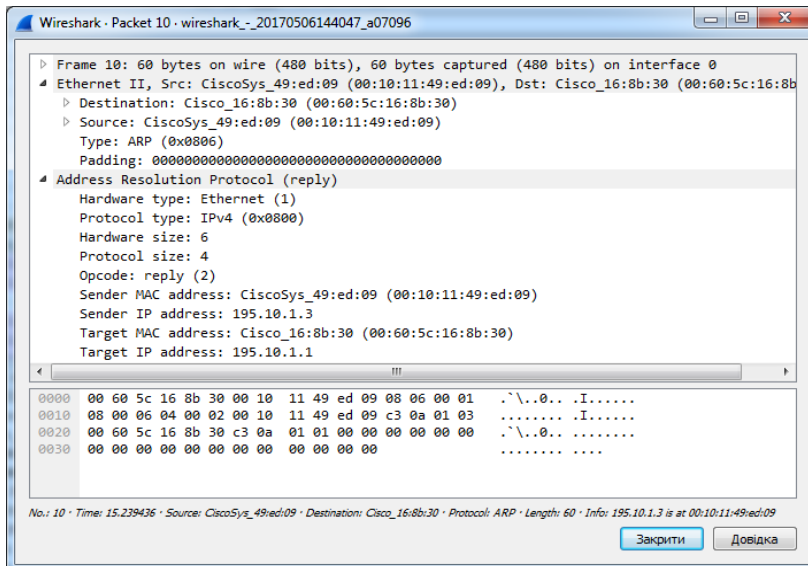 Wireshark · Packet 10 · wireshark_-_20170506144047_a07096
Frame 10: 60 bytes on wire (480 bits), 60 bytes captured (480 bits) on interface 0
Ethernet II, Src: CiscoSys_49:ed:09 (00:10:11:49:ed:09), Dst: Cisco_16:8b:30 (00:60:5c:16:8b
Destination: Cisco_16:8b:30 (00:60:5c:16:8b:30)
Source: CiscoSys_49:ed:09 (00:10:11:49:ed:09)
Type: ARP (0x0806)
Padding: 000000000000000000000000000000000000
Address Resolution Protocol (reply)
Hardware type: Ethernet (1)
Protocol type: IPv4 (0x0800)
Hardware size: 6
Protocol size: 4
Opcode: reply (2)
Sender MAC address: CiscoSys_49:ed:09 (00:10:11:49:ed:09)
Sender IP address: 195.10.1.3
Target MAC address: Cisco_16:8b:30 (00:60:5c:16:8b:30)
Target IP address: 195.10.1.1
0000 00 60 5c 16 8b 30 00 10 11 49 ed 09 08 06 00 01 .`\..0.. .I......
0010 08 00 06 04 00 02 00 10 11 49 ed 09 c3 0a 01 03 ........ .I......
0020 00 60 5c 16 8b 30 c3 0a 01 01 00 00 00 00 00 00 .`\..0.. ........
0030 00 00 00 00 00 00 00 00 00 00 00 00 ........ ....
No.: 10 · Time: 15.239436 · Source: CiscoSys_49:ed:09 · Destination: Cisco_16:8b:30 · Protocol: ARP · Length: 60 · Info: 195.10.1.3 is at 00:10:11:49:ed:09
Закрити Довідка